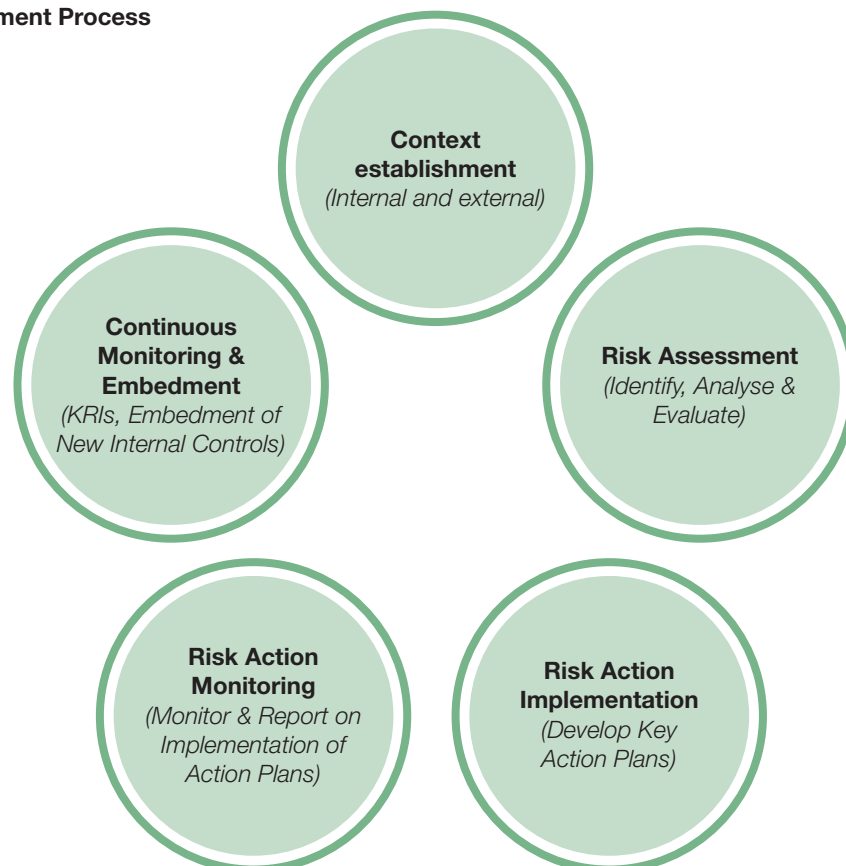 ment Process
Context
establishment
(Internal and external)
Continuous
Monitoring &
Embedment
(KRIs, Embedment of
New Internal Controls)
Risk Assessment
(Identify, Analyse &
Evaluate)
Risk Action
Monitoring
(Monitor & Report on
Implementation of
Action Plans)
Risk Action
Implementation
(Develop Key
Action Plans)